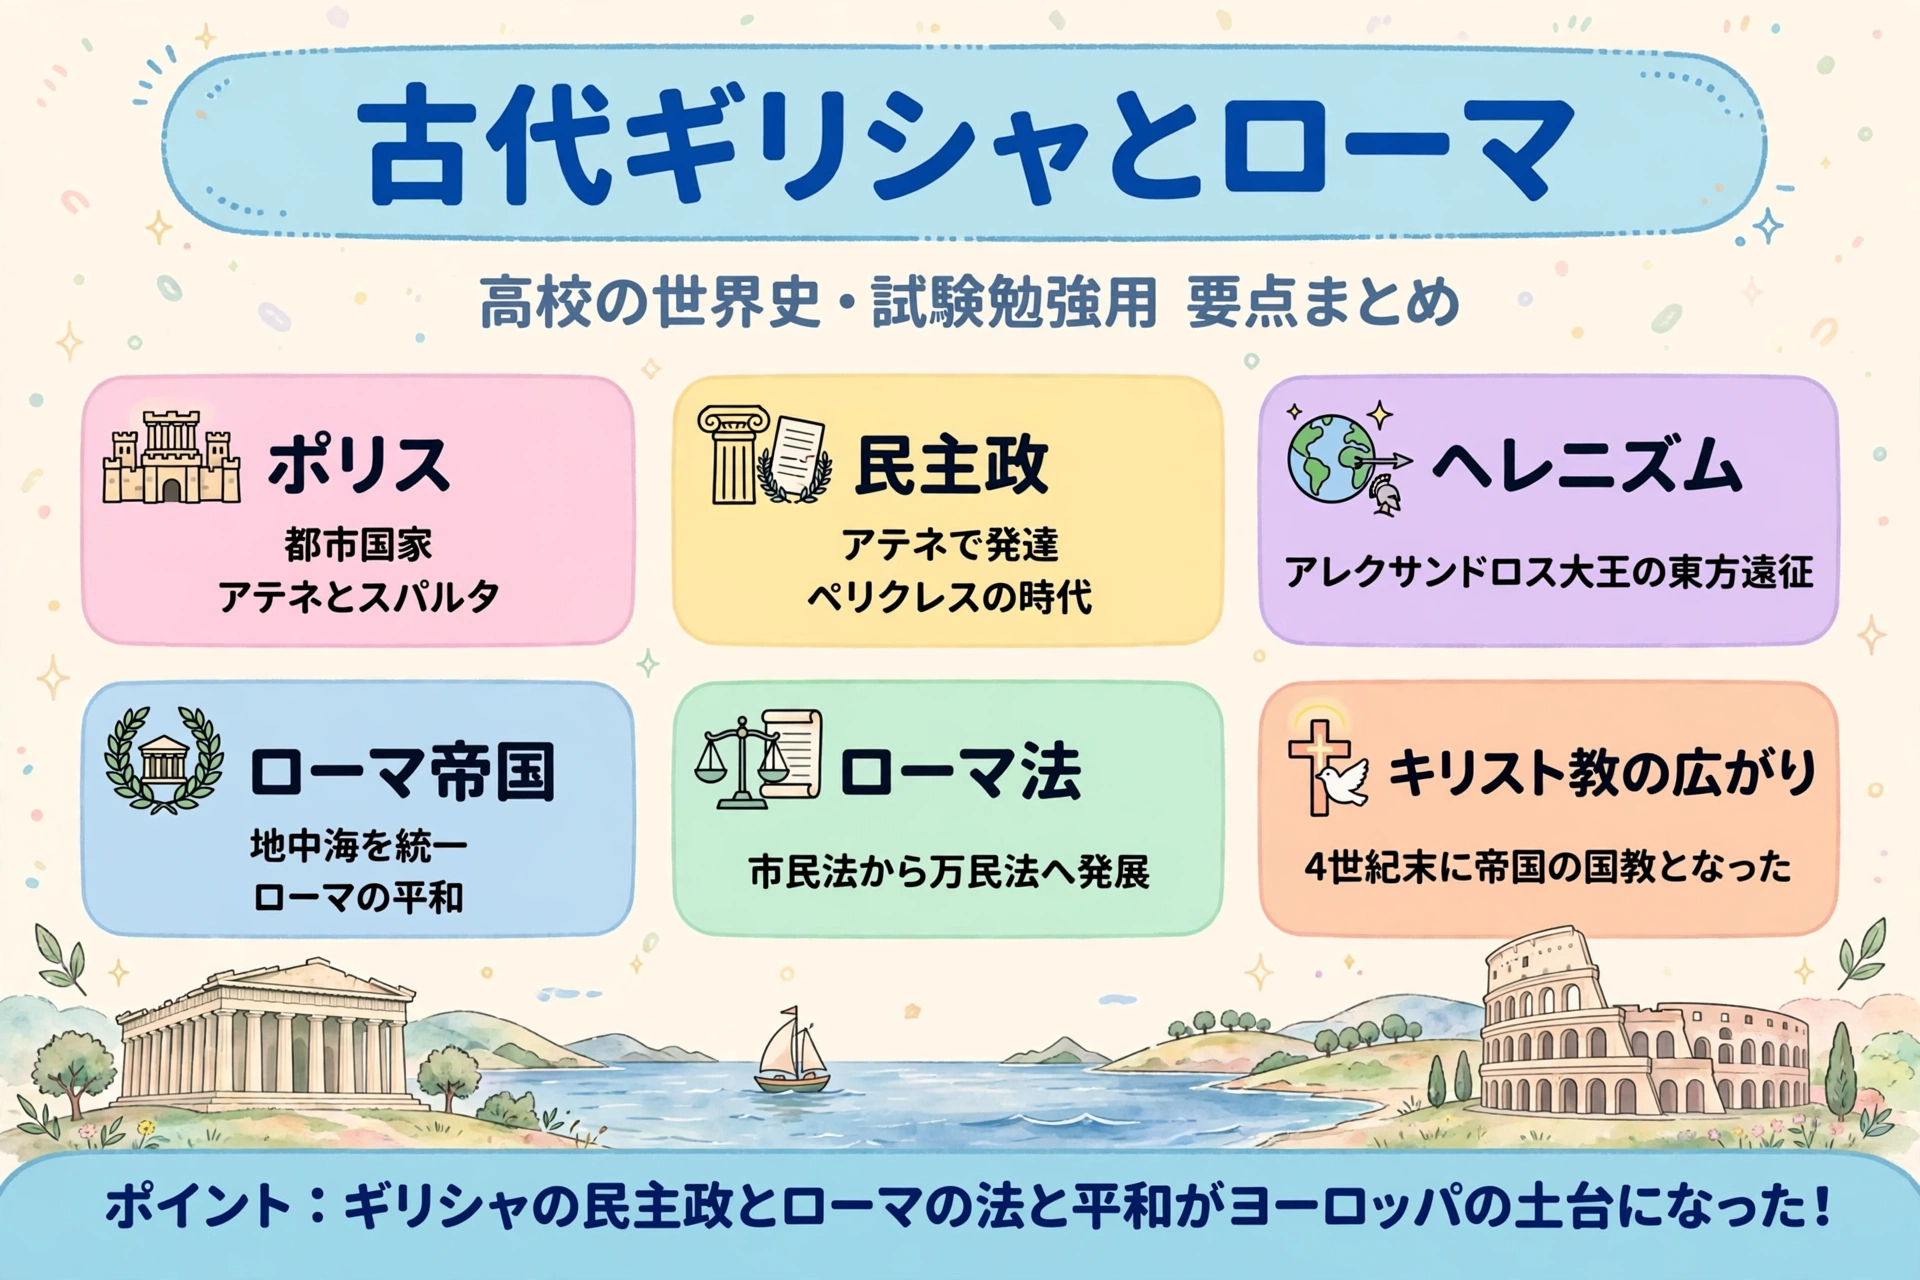 古代ギリシャとローマ
高校の世界史・試験勉強用 要点まとめ
ポリス
都市国家
アテネとスパルタ
民主政
アテネで発達
ペリクレスの時代
ヘレニズム
アレクサンドロス大王の東方遠征
ローマ帝国
地中海を統一
ローマの平和
ローマ法
市民法から万民法へ発展
キリスト教の広がり
4世紀末に帝国の国教となった
ポイント：ギリシャの民主政とローマの法と平和がヨーロッパの土台になった！